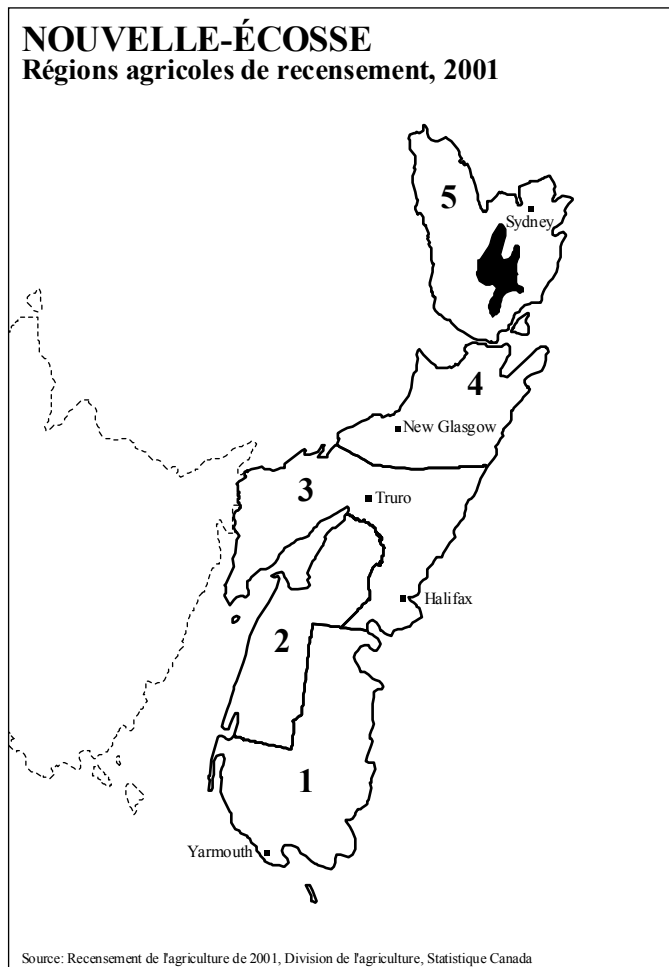 NOUVELLE-ÉCOSSE
Régions agricoles de recensement, 2001
5
Sydney
4
New Glasgow
3
Truro
Halifax
2
1
Yarmouth
Source: Recensement de l'agriculture de 2001, Division de l'agriculture, Statistique Canada